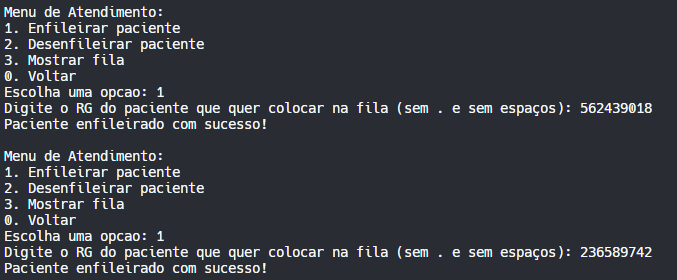 Menu de Atendimento:
1. Enfileirar paciente
2. Desenfileirar paciente
3. Mostrar fila
0. Voltar
Escolha uma opcao: 1
Digite o RG do paciente que quer colocar na fila (sem . e sem espaços): 562439018
Paciente enfileirado com sucesso!
Menu de Atendimento:
1. Enfileirar paciente
2. Desenfileirar paciente
3. Mostrar fila
0. Voltar
Escolha uma opcao: 1
Digite o RG do paciente que quer colocar na fila (sem . e sem espaços): 236589742
Paciente enfileirado com sucesso!